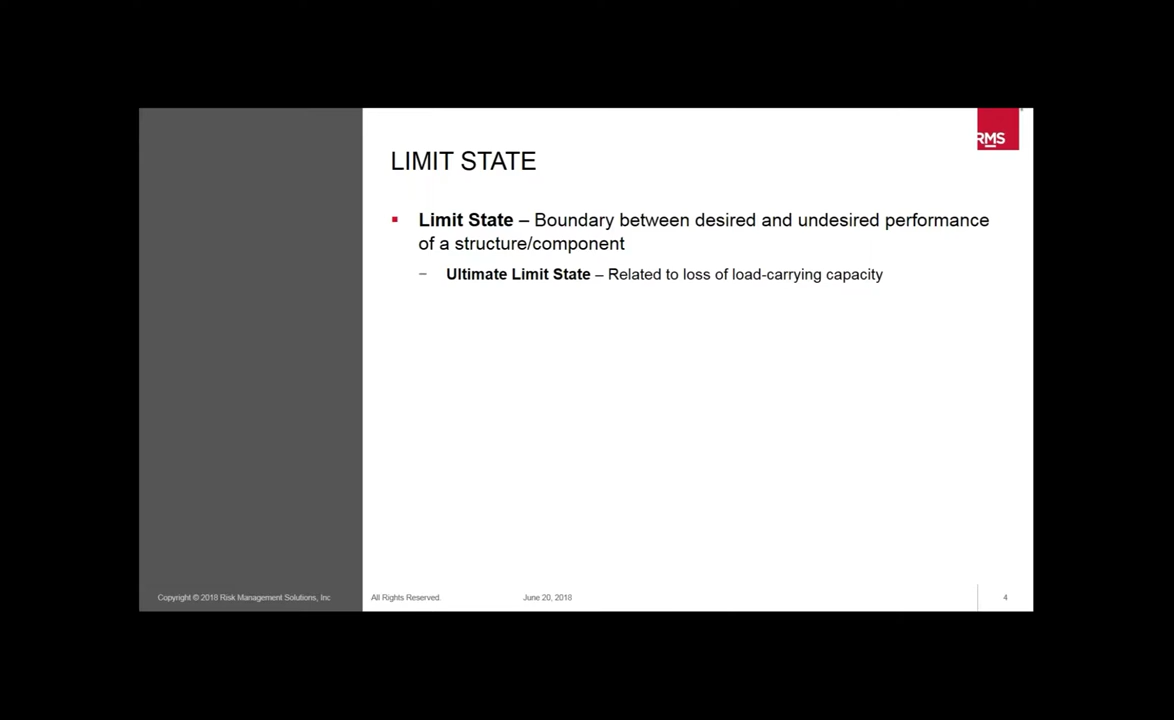 RMS
LIMIT STATE
Limit State – Boundary between desired and undesired performance
of a structure/component
– Ultimate Limit State – Related to loss of load-carrying capacity
Copyright © 2018 Risk Management Solutions, Inc All Rights Reserved. June 20, 2018 4